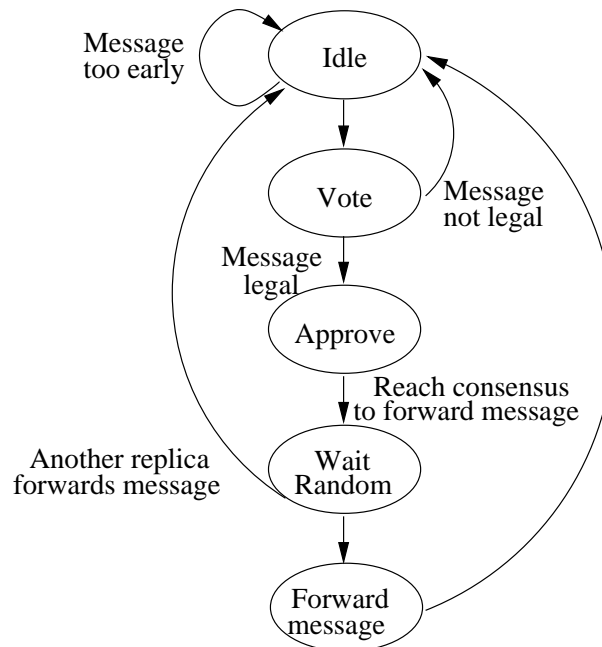 Message
too early
Idle
Vote
Message
not legal
Message
legal
Approve
Reach consensus
to forward message
Another replica
forwards message
Wait
Random
Forward
message